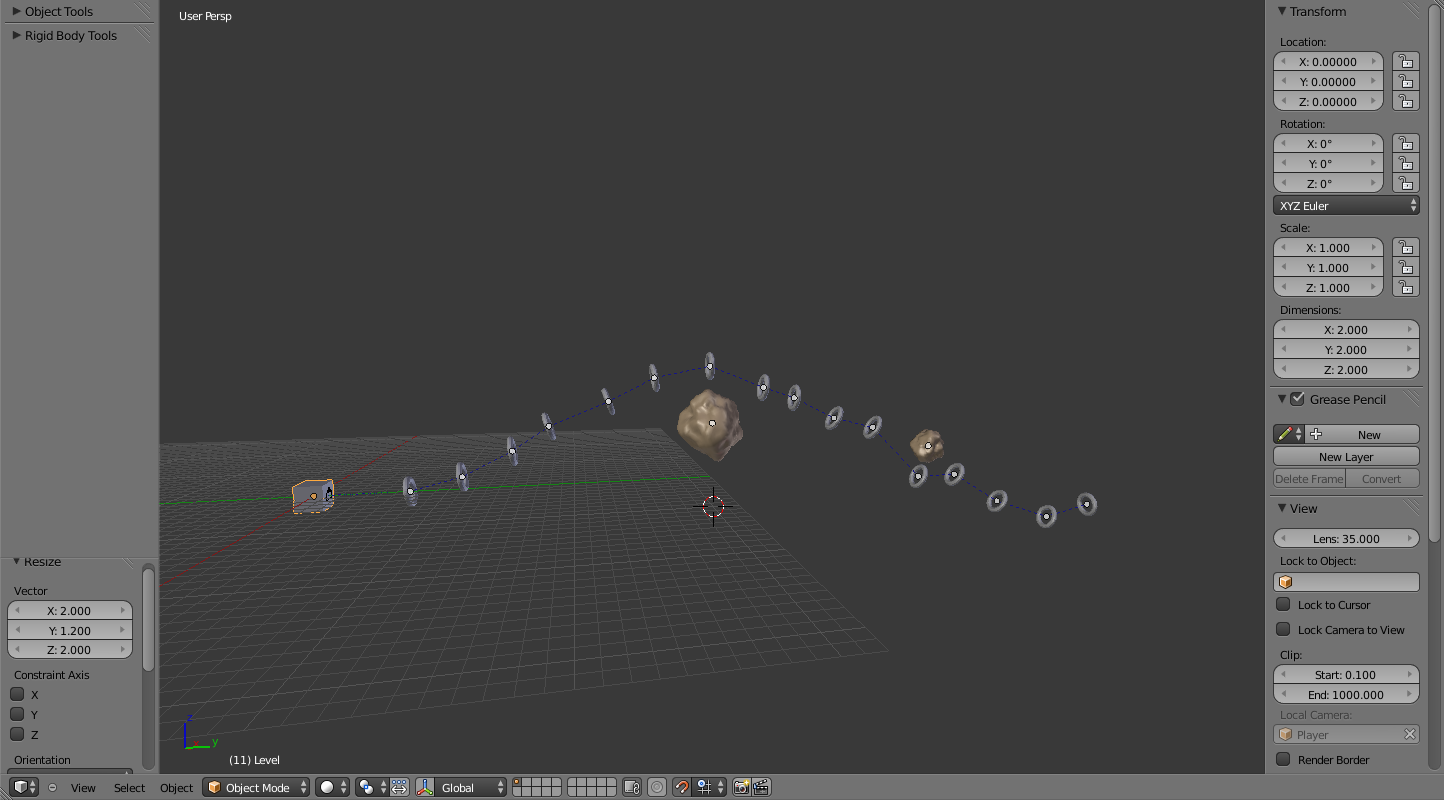 Object Tools
Rigid Body Tools
Resize
Vector
X: 2.000
Y: 1.200
Z: 2.000
Constraint Axis
X
Y
Z
Orientation
User Persp
z
y
(11) Level
Transform
Location:
X: 0.00000
Y: 0.00000
Z: 0.00000
Rotation:
X: 0°
Y: 0°
Z: 0°
XYZ Euler
Scale:
X: 1.000
Y: 1.000
Z: 1.000
Dimensions:
X: 2.000
Y: 2.000
Z: 2.000
Grease Pencil
New
New Layer
Delete Frame Convert
View
Lens: 35.000
Lock to Object:
Lock to Cursor
Lock Camera to View
Clip:
Start: 0.100
End: 1000.000
Local Camera:
Player
Render Border
View Select Object Object Mode Global